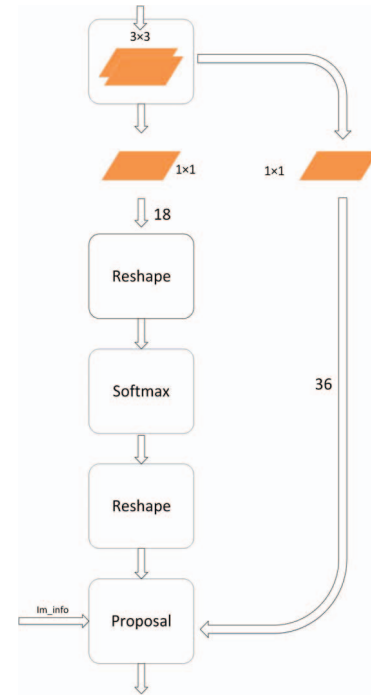 3×3
1×1
1×1
18
Reshape
Softmax
36
Reshape
Im_info
Proposal